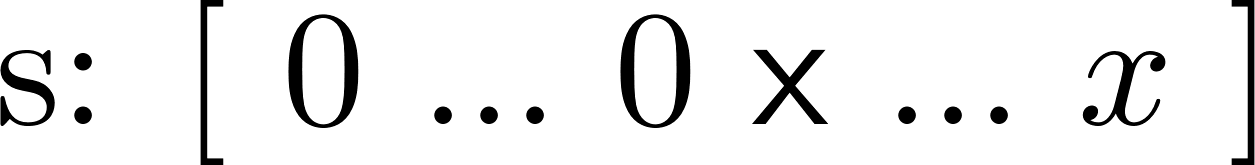 s: [ 0 ... 0 x ... x ]